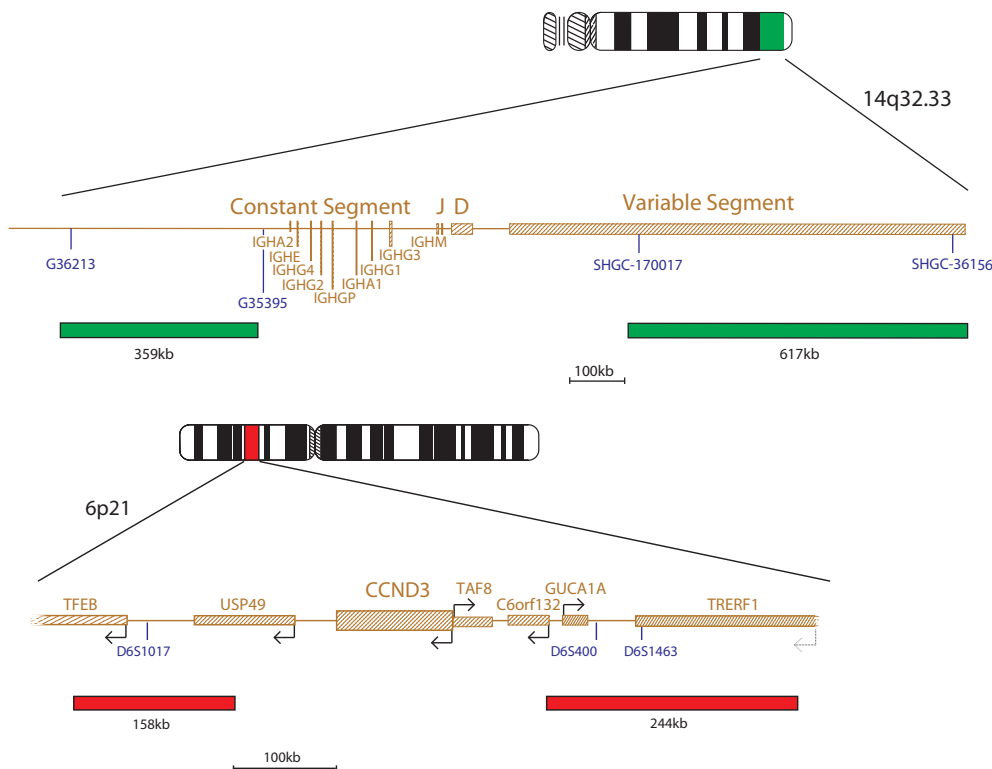 14q32.33
Constant Segment
J
D
Variable Segment
IGHA2
IGHE
IGHG4
IGHG2
IGHGP
IGHA1
IGHG1
IGHG3
IGHM
G36213
G35395
SHGC-170017
SHGC-36156
359kb
617kb
100kb
6p21
TFEB
USP49
CCND3
TAF8
C6orf132
GUCA1A
TRERF1
D6S1017
D6S400
D6S1463
158kb
244kb
100kb